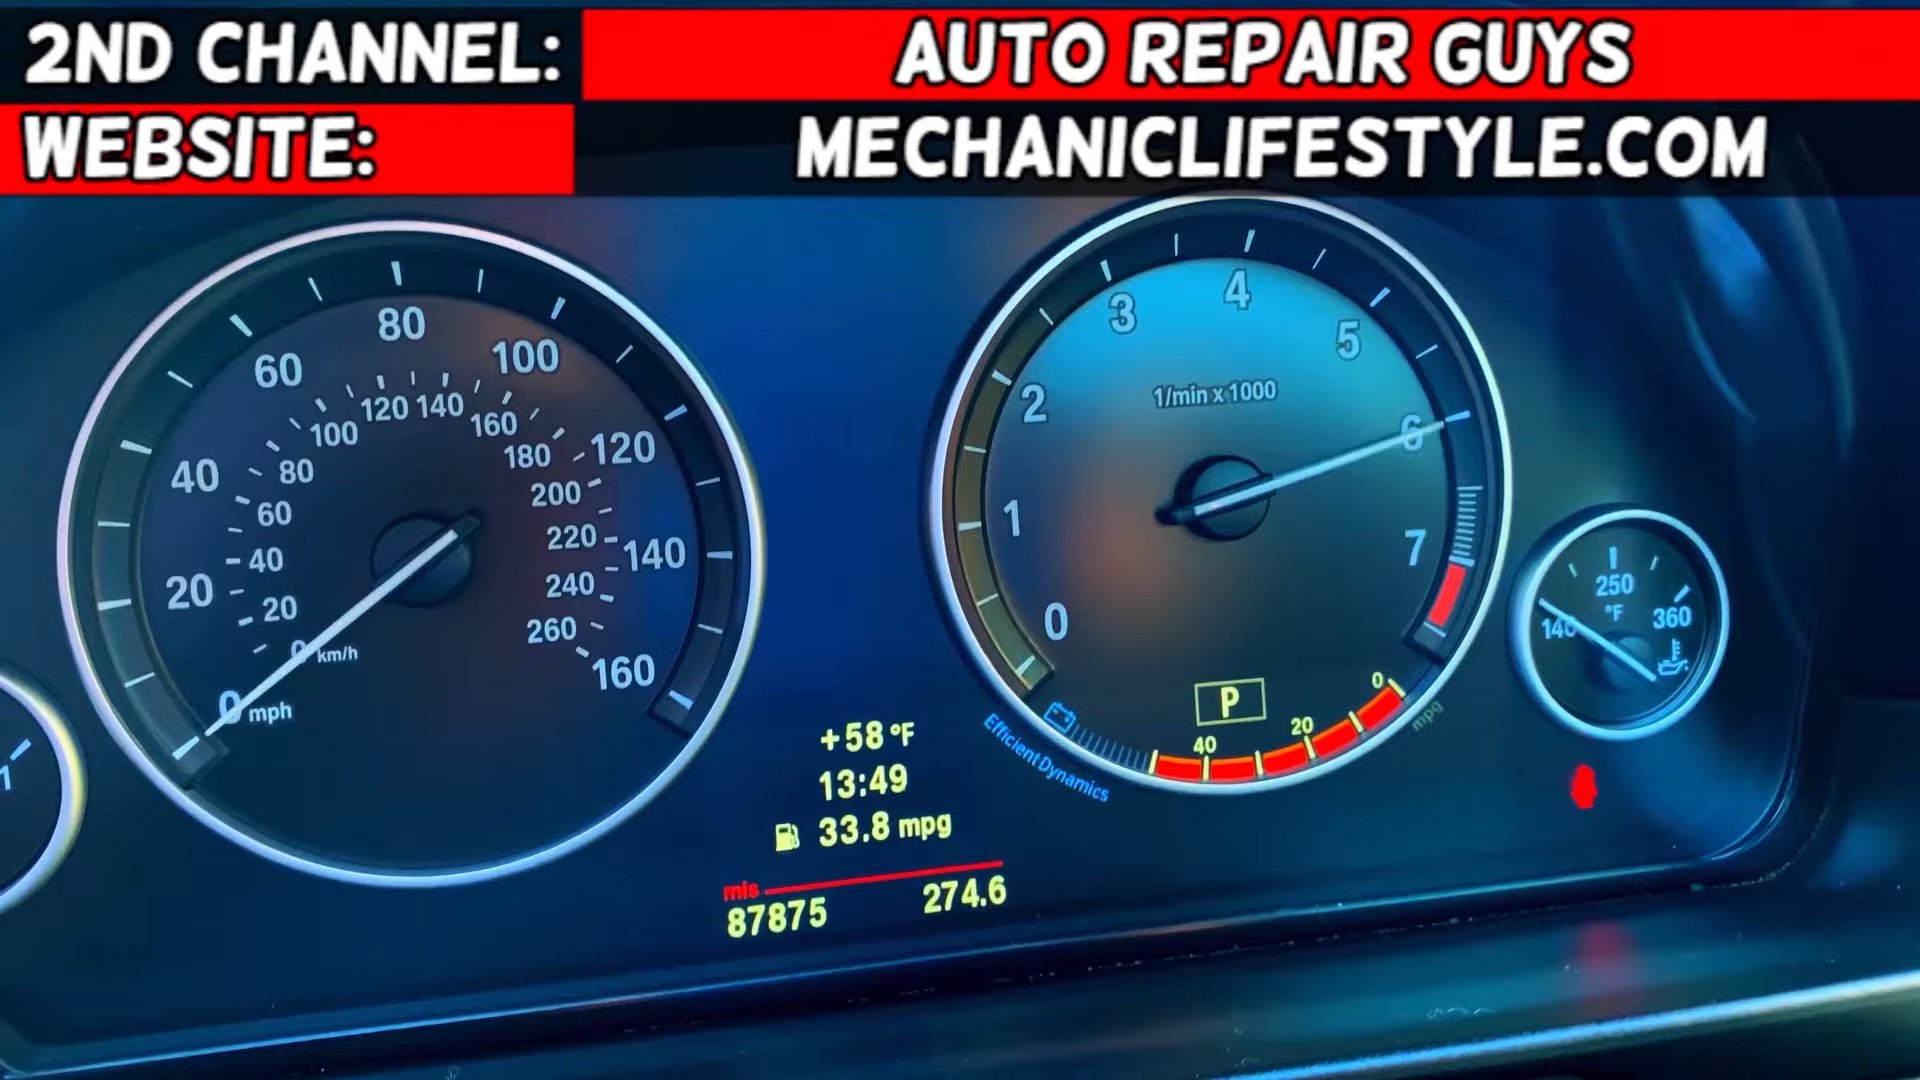 2ND CHANNEL: AUTO REPAIR GUYS
WEBSITE: MECHANICLIFESTYLE.COM
0 20 40 60 80 100 120 140 160
mph
0 20 40 60 80 100 120 140 160 180 200 220 240 260
km/h
0 1 2 3 4 5 6 7
1/min x 1000
P
40 20 0
mpg
EfficientDynamics
140 250 360
°F
1
+58 °F
13:49
33.8 mpg
mls
87875 274.6